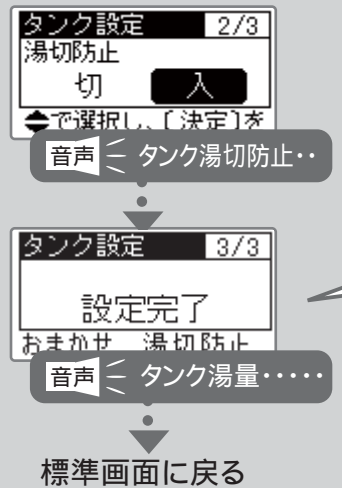 タンク設定 2/3
湯切防止
切 入
で選択し、〔決定〕を
音声 タンク湯切防止‥
タンク設定 3/3
設定完了
おまかせ 湯切防止
音声 タンク湯量‥‥・
標準画面に戻る